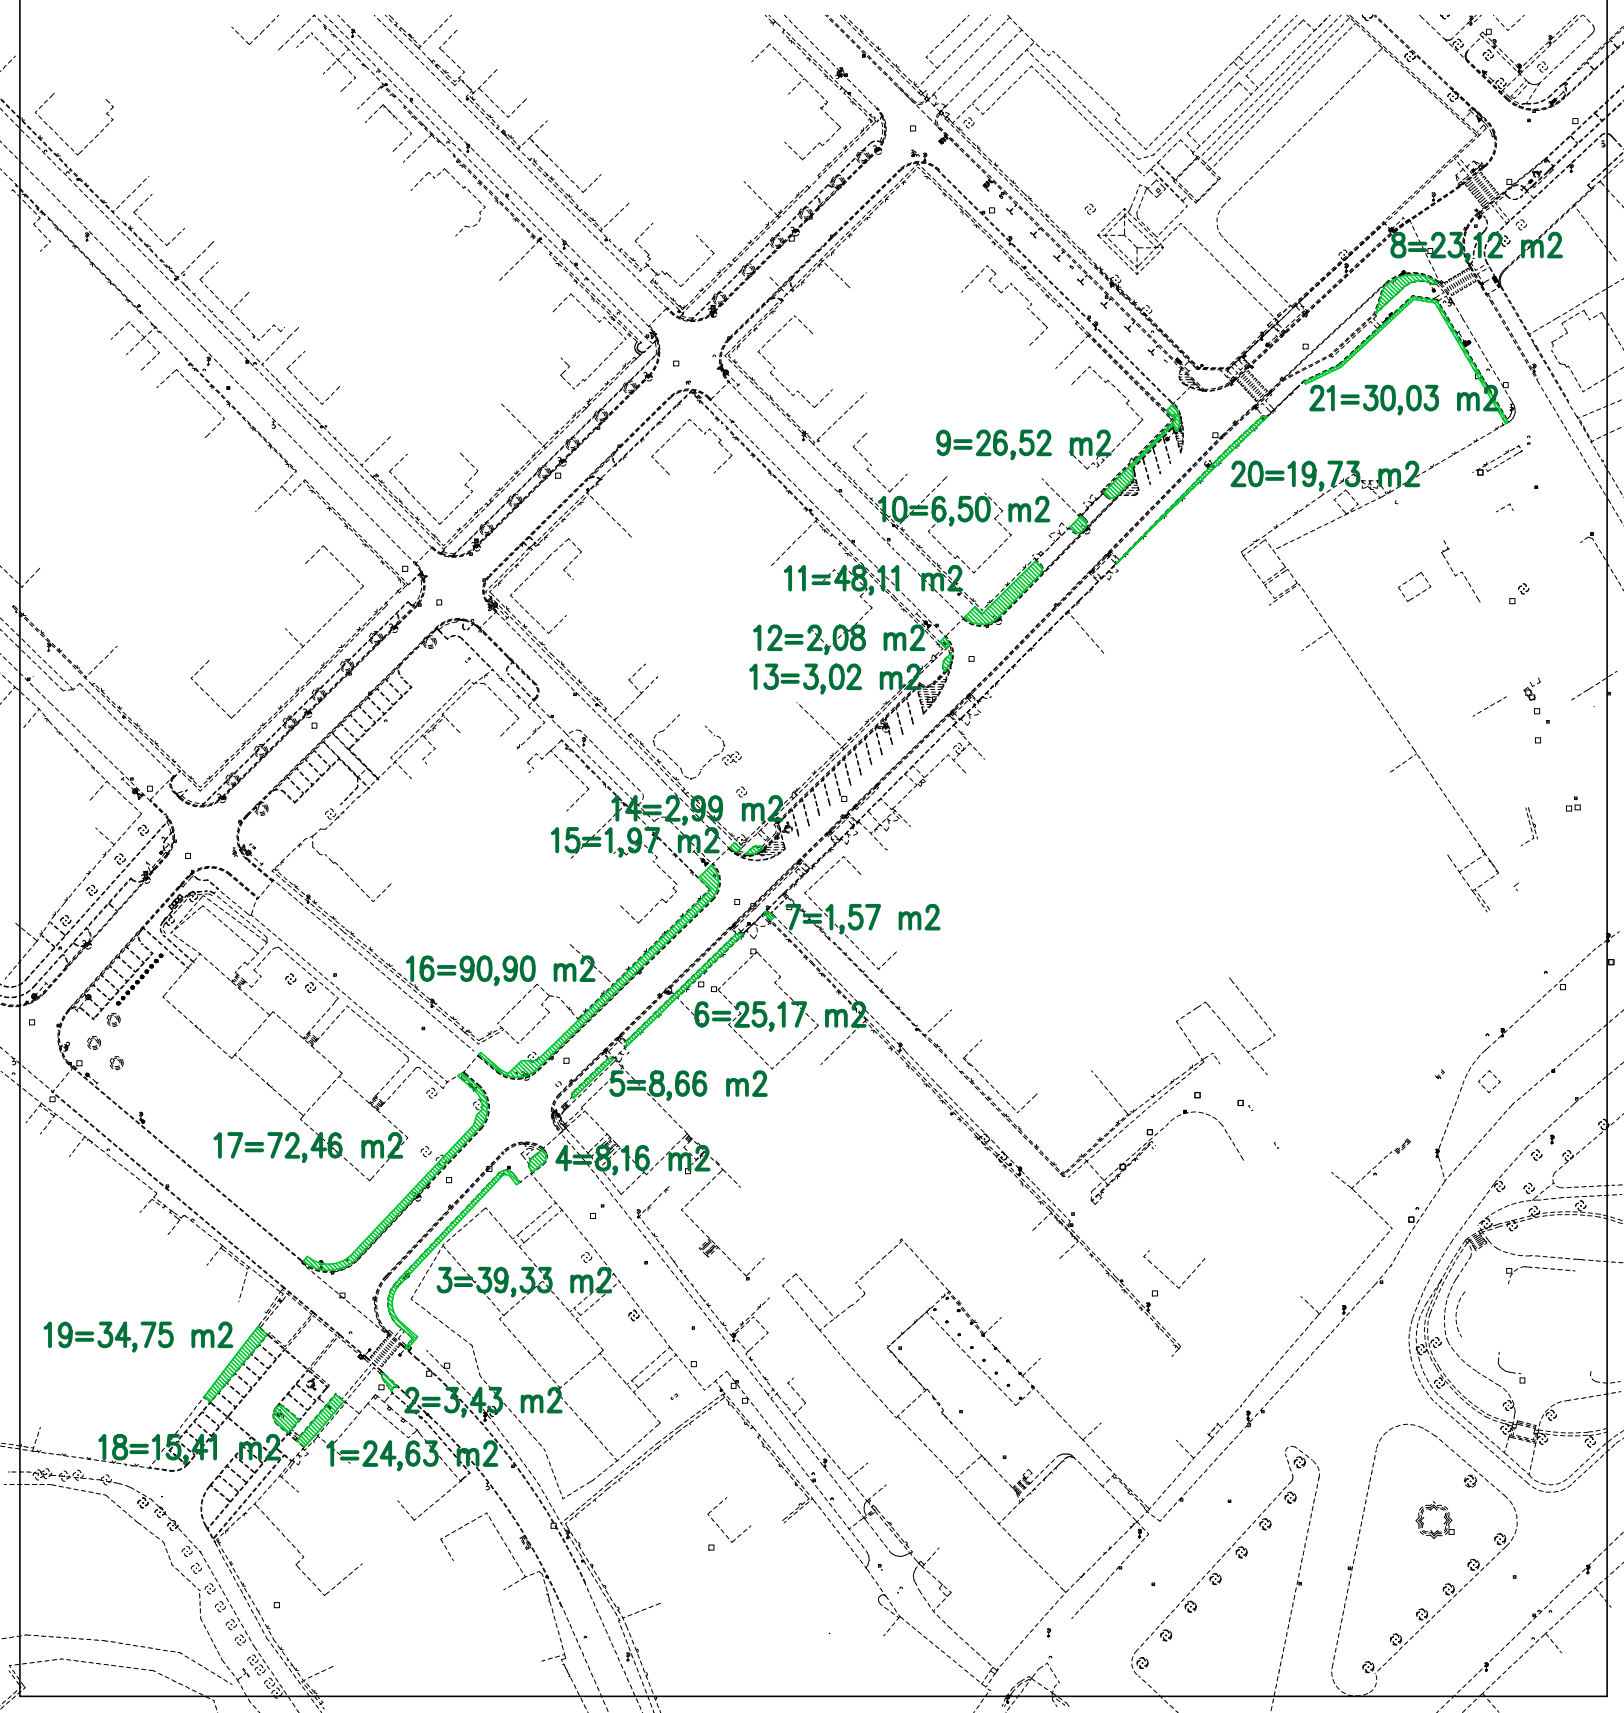 8=23,12 m2
21=30,03 m2
9=26,52 m2
20=19,73 m2
10=6,50 m2
11=48,11 m2
12=2,08 m2
13=3,02 m2
14=2,99 m2
15=1,97 m2
7=1,57 m2
16=90,90 m2
6=25,17 m2
5=8,66 m2
17=72,46 m2
4=8,16 m2
3=39,33 m2
19=34,75 m2
2=3,43 m2
18=15,41 m2
1=24,63 m2